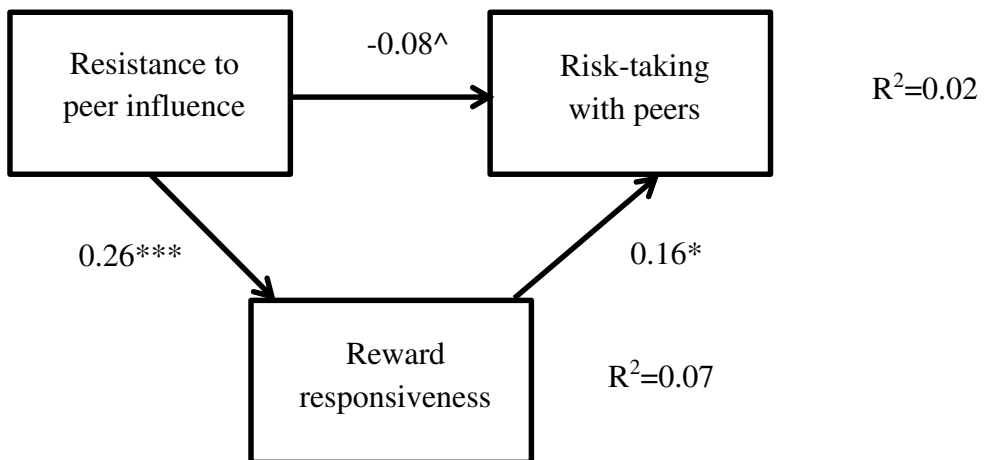 Resistance to
peer influence
-0.08^
Risk-taking
with peers
R²=0.02
0.26***
0.16*
Reward
responsiveness
R²=0.07